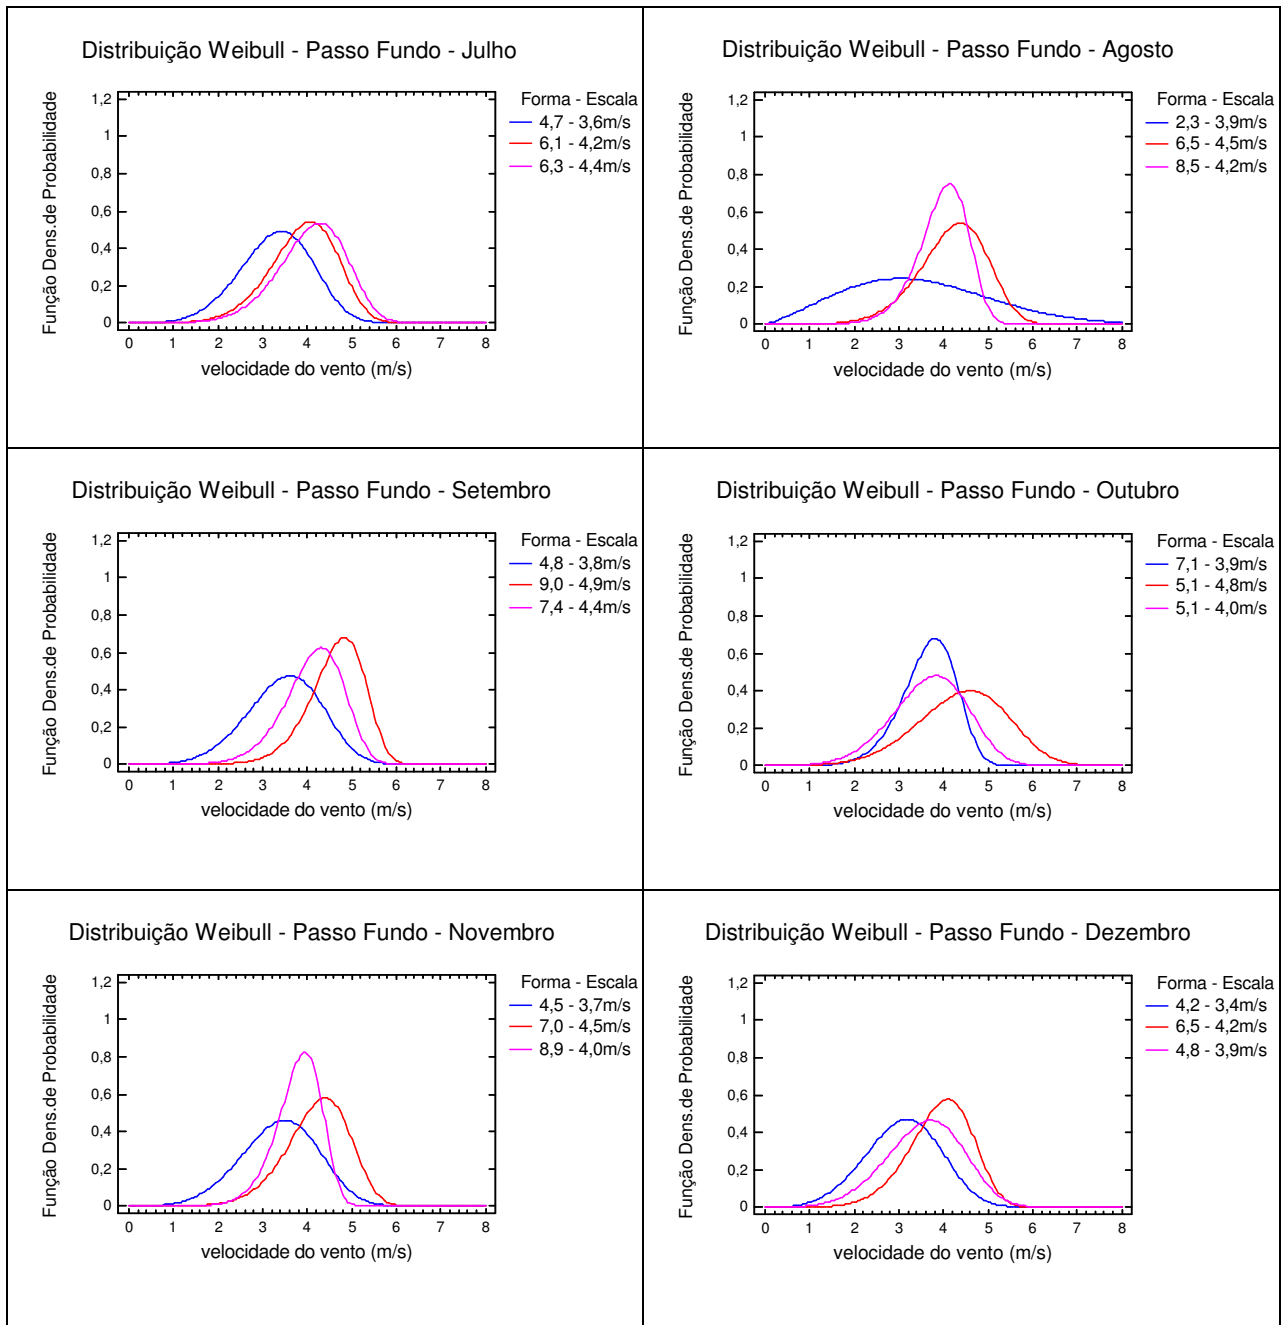 Distribuição Weibull - Passo Fundo - Julho
Função Dens.de Probabilidade
1,2
1
0,8
0,6
0,4
0,2
0
0 1 2 3 4 5 6 7 8
velocidade do vento (m/s)
Forma - Escala
4,7 - 3,6m/s
6,1 - 4,2m/s
6,3 - 4,4m/s
Distribuição Weibull - Passo Fundo - Agosto
Função Dens.de Probabilidade
1,2
1
0,8
0,6
0,4
0,2
0
0 1 2 3 4 5 6 7 8
velocidade do vento (m/s)
Forma - Escala
2,3 - 3,9m/s
6,5 - 4,5m/s
8,5 - 4,2m/s
Distribuição Weibull - Passo Fundo - Setembro
Função Dens.de Probabilidade
1,2
1
0,8
0,6
0,4
0,2
0
0 1 2 3 4 5 6 7 8
velocidade do vento (m/s)
Forma - Escala
4,8 - 3,8m/s
9,0 - 4,9m/s
7,4 - 4,4m/s
Distribuição Weibull - Passo Fundo - Outubro
Função Dens.de Probabilidade
1,2
1
0,8
0,6
0,4
0,2
0
0 1 2 3 4 5 6 7 8
velocidade do vento (m/s)
Forma - Escala
7,1 - 3,9m/s
5,1 - 4,8m/s
5,1 - 4,0m/s
Distribuição Weibull - Passo Fundo - Novembro
Função Dens.de Probabilidade
1,2
1
0,8
0,6
0,4
0,2
0
0 1 2 3 4 5 6 7 8
velocidade do vento (m/s)
Forma - Escala
4,5 - 3,7m/s
7,0 - 4,5m/s
8,9 - 4,0m/s
Distribuição Weibull - Passo Fundo - Dezembro
Função Dens.de Probabilidade
1,2
1
0,8
0,6
0,4
0,2
0
0 1 2 3 4 5 6 7 8
velocidade do vento (m/s)
Forma - Escala
4,2 - 3,4m/s
6,5 - 4,2m/s
4,8 - 3,9m/s